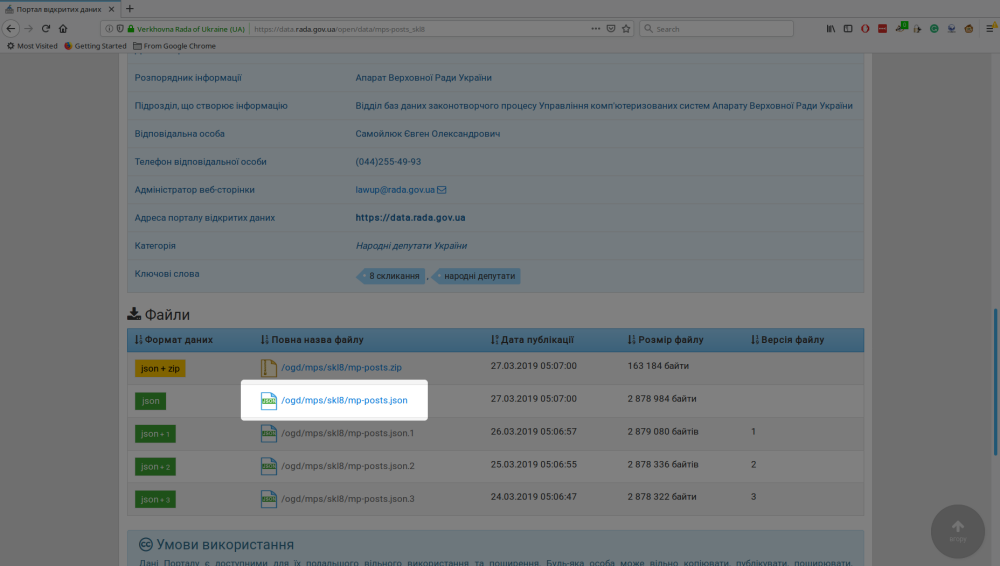 Портал відкритих даних
Verkhovna Rada of Ukraine (UA)
https://data.rada.gov.ua/open/data/mps-posts_skl8
Search
Most Visited
Getting Started
From Google Chrome
Розпорядник інформації
Апарат Верховної Ради України
Підрозділ, що створює інформацію
Відділ баз даних законотворчого процесу Управління комп'ютеризованих систем Апарату Верховної Ради України
Відповідальна особа
Самойлюк Євген Олександрович
Телефон відповідальної особи
(044)255-49-93
Адміністратор веб-сторінки
lawup@rada.gov.ua
Адреса порталу відкритих даних
https://data.rada.gov.ua
Категорія
Народні депутати України
Ключові слова
8 скликання , народні депутати
Файли
Формат даних Повна назва файлу Дата публікації Розмір файлу Версія файлу
json + zip /ogd/mps/skl8/mp-posts.zip 27.03.2019 05:07:00 163 184 байти
json JSON /ogd/mps/skl8/mp-posts.json 27.03.2019 05:07:00 2 878 984 байти
json + 1 JSON /ogd/mps/skl8/mp-posts.json.1 26.03.2019 05:06:57 2 879 080 байтів 1
json + 2 JSON /ogd/mps/skl8/mp-posts.json.2 25.03.2019 05:06:55 2 878 336 байтів 2
json + 3 JSON /ogd/mps/skl8/mp-posts.json.3 24.03.2019 05:06:47 2 878 322 байти 3
вгору
Умови використання
Дані Порталу є доступними для їх подальшого вільного використання та поширення. Будь-яка особа може вільно копіювати, публікувати, поширювати,